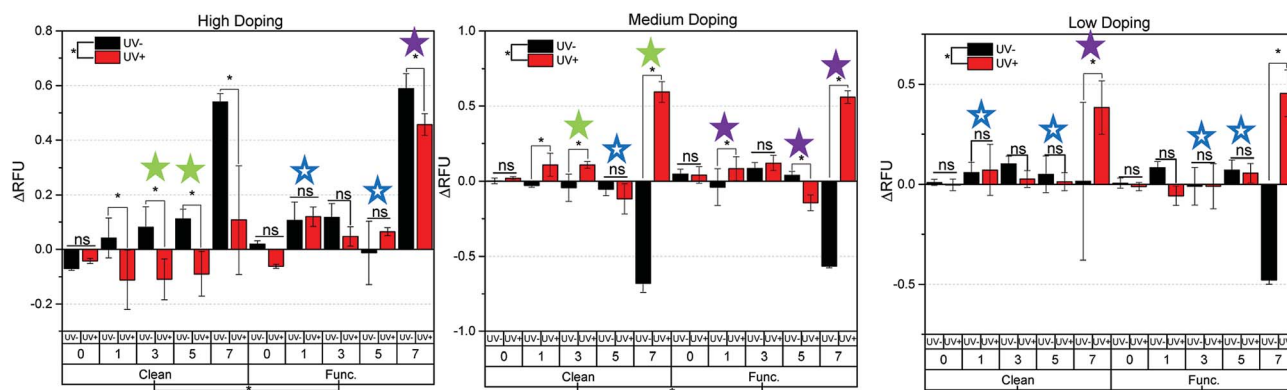 High Doping
0.8
0.6
0.4
0.2
0.0
-0.2
ΔRFU
* UV-
UV+
ns * * * * ns ns ns *
UV- UV+ UV- UV+ UV- UV+ UV- UV+ UV- UV+ UV- UV+ UV- UV+ UV- UV+ UV- UV+ UV- UV+
0 1 3 5 7 0 1 3 5 7
Clean Func.
*
Medium Doping
1.0
0.5
0.0
-0.5
-1.0
ΔRFU
* UV-
UV+
ns * * ns * ns * ns * *
UV- UV+ UV- UV+ UV- UV+ UV- UV+ UV- UV+ UV- UV+ UV- UV+ UV- UV+ UV- UV+ UV- UV+
0 1 3 5 7 0 1 3 5 7
Clean Func.
Low Doping
0.5
0.0
-0.5
ΔRFU
* UV-
UV+
ns ns ns * ns ns ns *
UV- UV+ UV- UV+ UV- UV+ UV- UV+ UV- UV+ UV- UV+ UV- UV+ UV- UV+ UV- UV+ UV-
0 1 3 5 7 0 1 3 5 7
Clean Func.